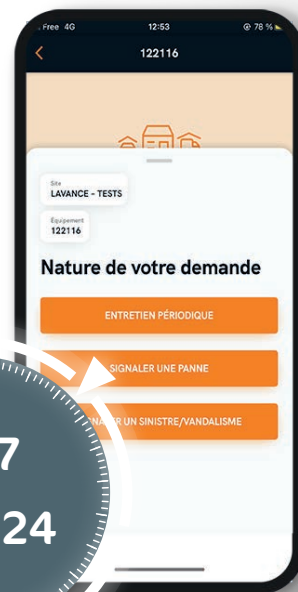 Free 4G 12:53 78 %
122116
Site
LAVANCE - TESTS
Équipement
122116
Nature de votre demande
ENTRETIEN PÉRIODIQUE
SIGNALER UNE PANNE
UN SINISTRE/VANDALISME
7
24